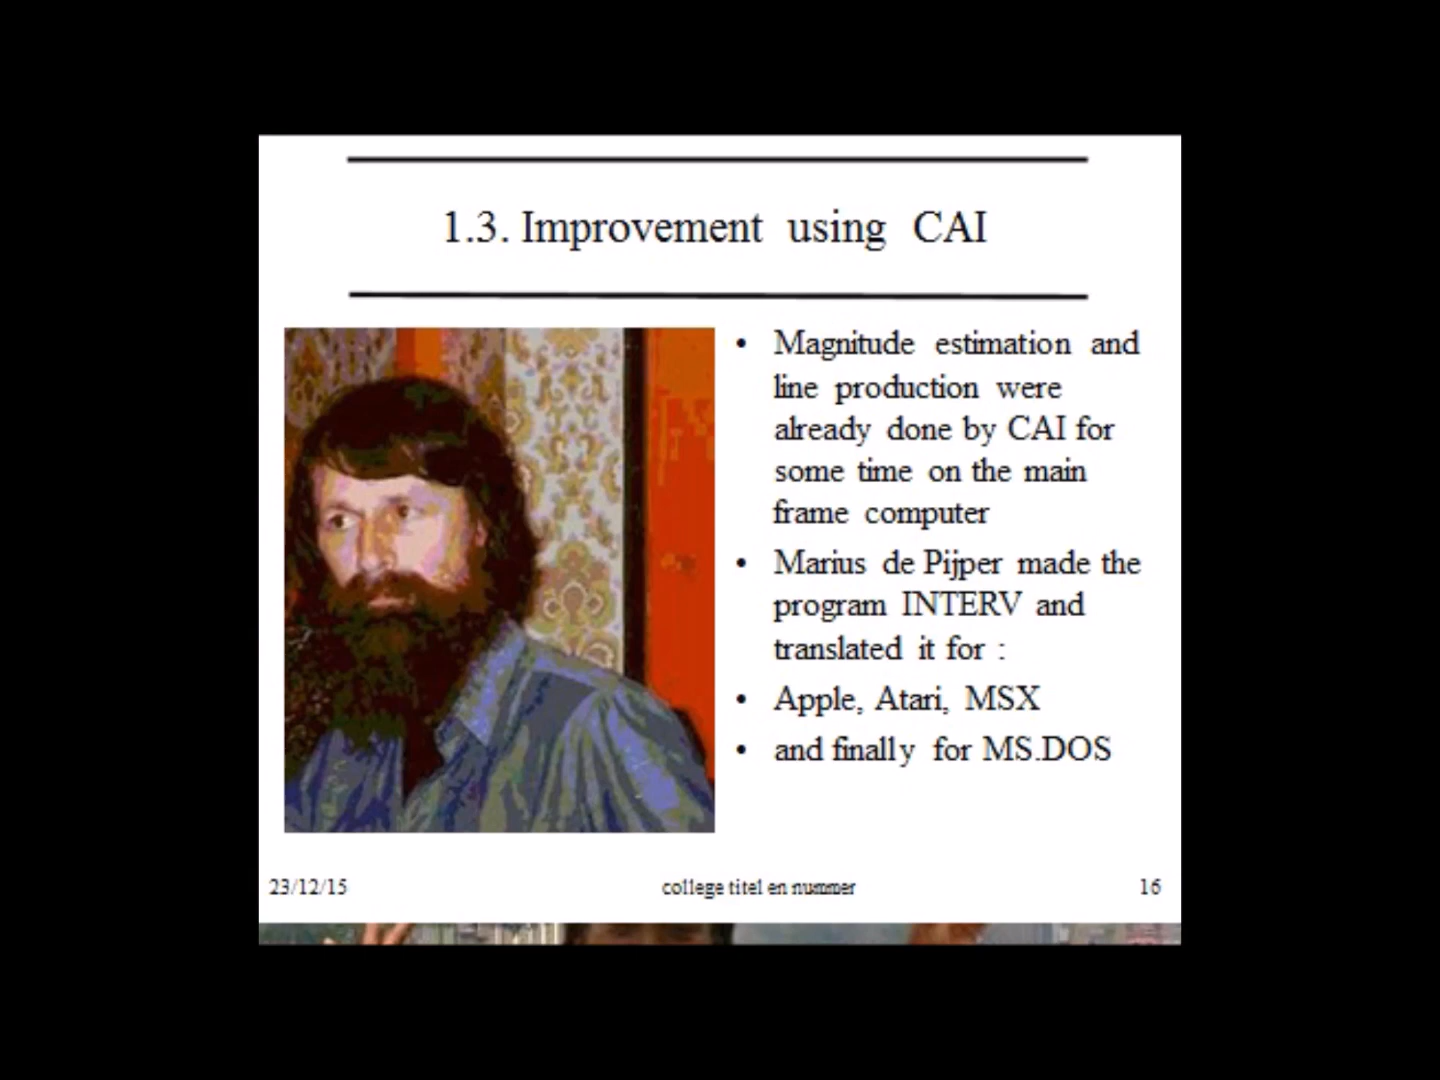 1.3. Improvement using CAI
• Magnitude estimation and
line production were
already done by CAI for
some time on the main
frame computer
• Marius de Pijper made the
program INTERV and
translated it for :
• Apple, Atari, MSX
• and finally for MS.DOS
23/12/15 college titel en nummer 16